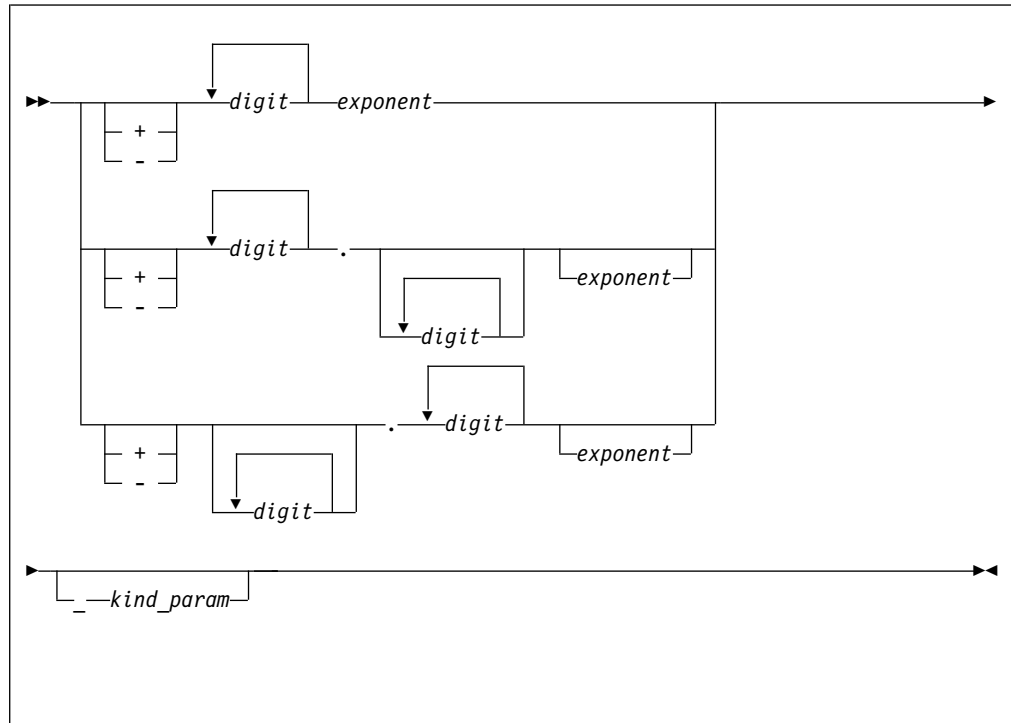 digit exponent
+
-
digit .
+ exponent
-
digit
. digit
+ exponent
-
digit
_ kind_param